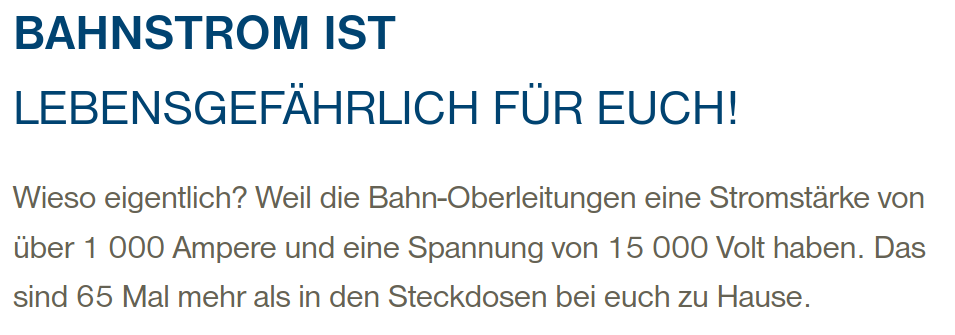 BAHNSTROM IST
LEBENSGEFÄHRLICH FÜR EUCH!
Wieso eigentlich? Weil die Bahn-Oberleitungen eine Stromstärke von
über 1 000 Ampere und eine Spannung von 15 000 Volt haben. Das
sind 65 Mal mehr als in den Steckdosen bei euch zu Hause.